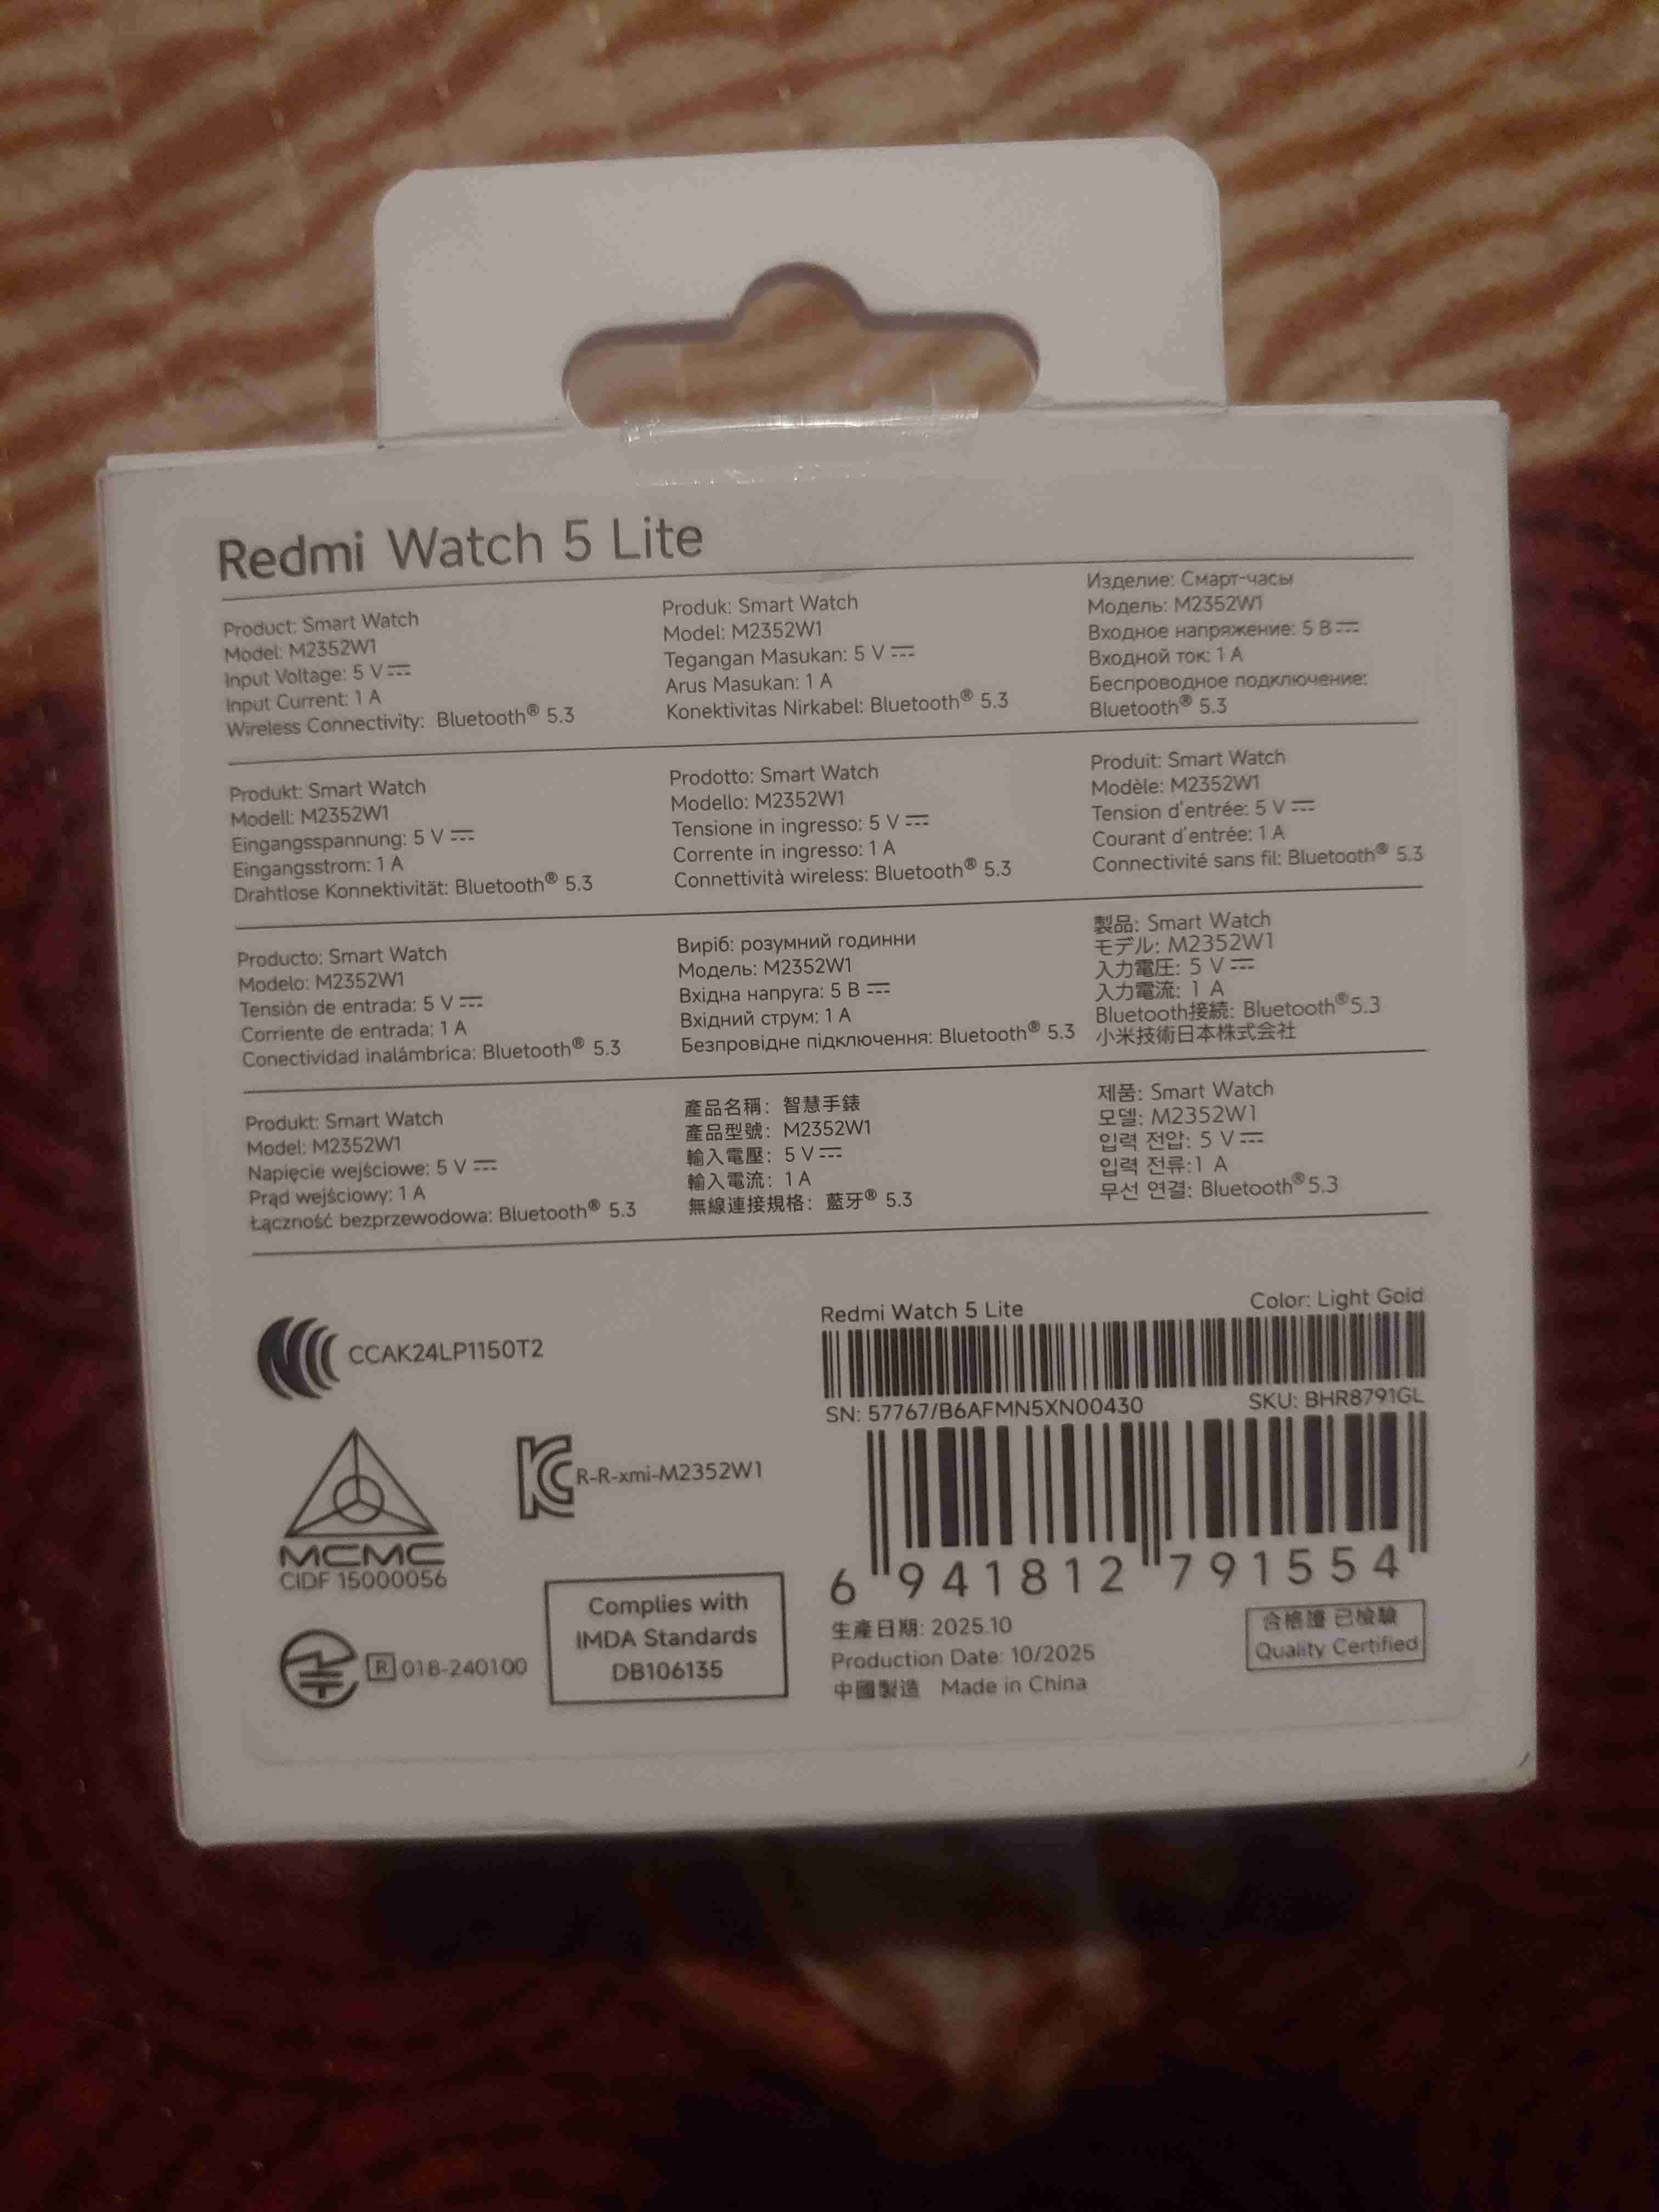 Redmi Watch 5 Lite
Product: Smart Watch
Model: M2352W1
Input Voltage: 5 V⎓
Input Current: 1 A
Wireless Connectivity: Bluetooth® 5.3
Produk: Smart Watch
Model: M2352W1
Tegangan Masukan: 5 V⎓
Arus Masukan: 1 A
Konektivitas Nirkabel: Bluetooth® 5.3
Изделие: Смарт-часы
Модель: M2352W1
Входное напряжение: 5 В⎓
Входной ток: 1 A
Беспроводное подключение:
Bluetooth® 5.3
Produkt: Smart Watch
Modell: M2352W1
Eingangsspannung: 5 V⎓
Eingangsstrom: 1 A
Drahtlose Konnektivität: Bluetooth® 5.3
Prodotto: Smart Watch
Modello: M2352W1
Tensione in ingresso: 5 V⎓
Corrente in ingresso: 1 A
Connettività wireless: Bluetooth® 5.3
Produit: Smart Watch
Modèle: M2352W1
Tension d'entrée: 5 V⎓
Courant d'entrée: 1 A
Connectivité sans fil: Bluetooth® 5.3
Producto: Smart Watch
Modelo: M2352W1
Tensión de entrada: 5 V⎓
Corriente de entrada: 1 A
Conectividad inalámbrica: Bluetooth® 5.3
Виріб: розумний годинни
Модель: M2352W1
Вхідна напруга: 5 В⎓
Вхідний струм: 1 A
Безпровідне підключення: Bluetooth® 5.3
製品: Smart Watch
モデル: M2352W1
入力電圧: 5 V⎓
入力電流: 1 A
Bluetooth接続: Bluetooth®5.3
小米技術日本株式会社
Produkt: Smart Watch
Model: M2352W1
Napięcie wejściowe: 5 V⎓
Prąd wejściowy: 1 A
Łączność bezprzewodowa: Bluetooth® 5.3
產品名稱: 智慧手錶
產品型號: M2352W1
輸入電壓: 5 V⎓
輸入電流: 1 A
無線連接規格: 藍牙® 5.3
제품: Smart Watch
모델: M2352W1
입력 전압: 5 V⎓
입력 전류:1 A
무선 연결: Bluetooth®5.3
CCAK24LP1150T2
R-R-xmi-M2352W1
MCMC
CIDF 15000056
R 018-240100
Complies with
IMDA Standards
DB106135
Redmi Watch 5 Lite Color: Light Gold
SN: 57767/B6AFMN5XN00430 SKU: BHR8791GL
6 941812 791554
生產日期: 2025.10
Production Date: 10/2025
中國製造 Made in China
合格證 已檢驗
Quality Certified